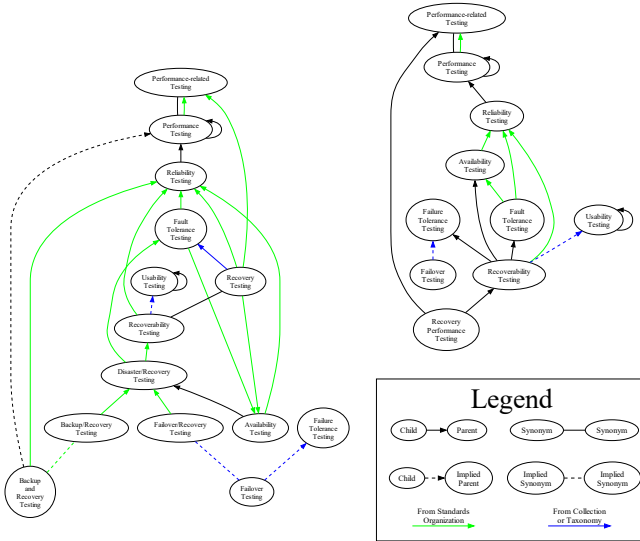 Performance-related
Testing
Performance
Testing
Reliability
Testing
Fault
Tolerance
Testing
Usability
Testing
Recovery
Testing
Recoverability
Testing
Disaster/Recovery
Testing
Backup/Recovery
Testing
Failover/Recovery
Testing
Availability
Testing
Failure
Tolerance
Testing
Backup
and
Recovery
Testing
Failover
Testing
Performance-related
Testing
Performance
Testing
Reliability
Testing
Availability
Testing
Failure
Tolerance
Testing
Fault
Tolerance
Testing
Usability
Testing
Failover
Testing
Recoverability
Testing
Recovery
Performance
Testing
Legend
Child
Parent
Synonym
Synonym
Child
Implied
Parent
Implied
Synonym
Implied
Synonym
From Standards
Organization
From Collection
or Taxonomy